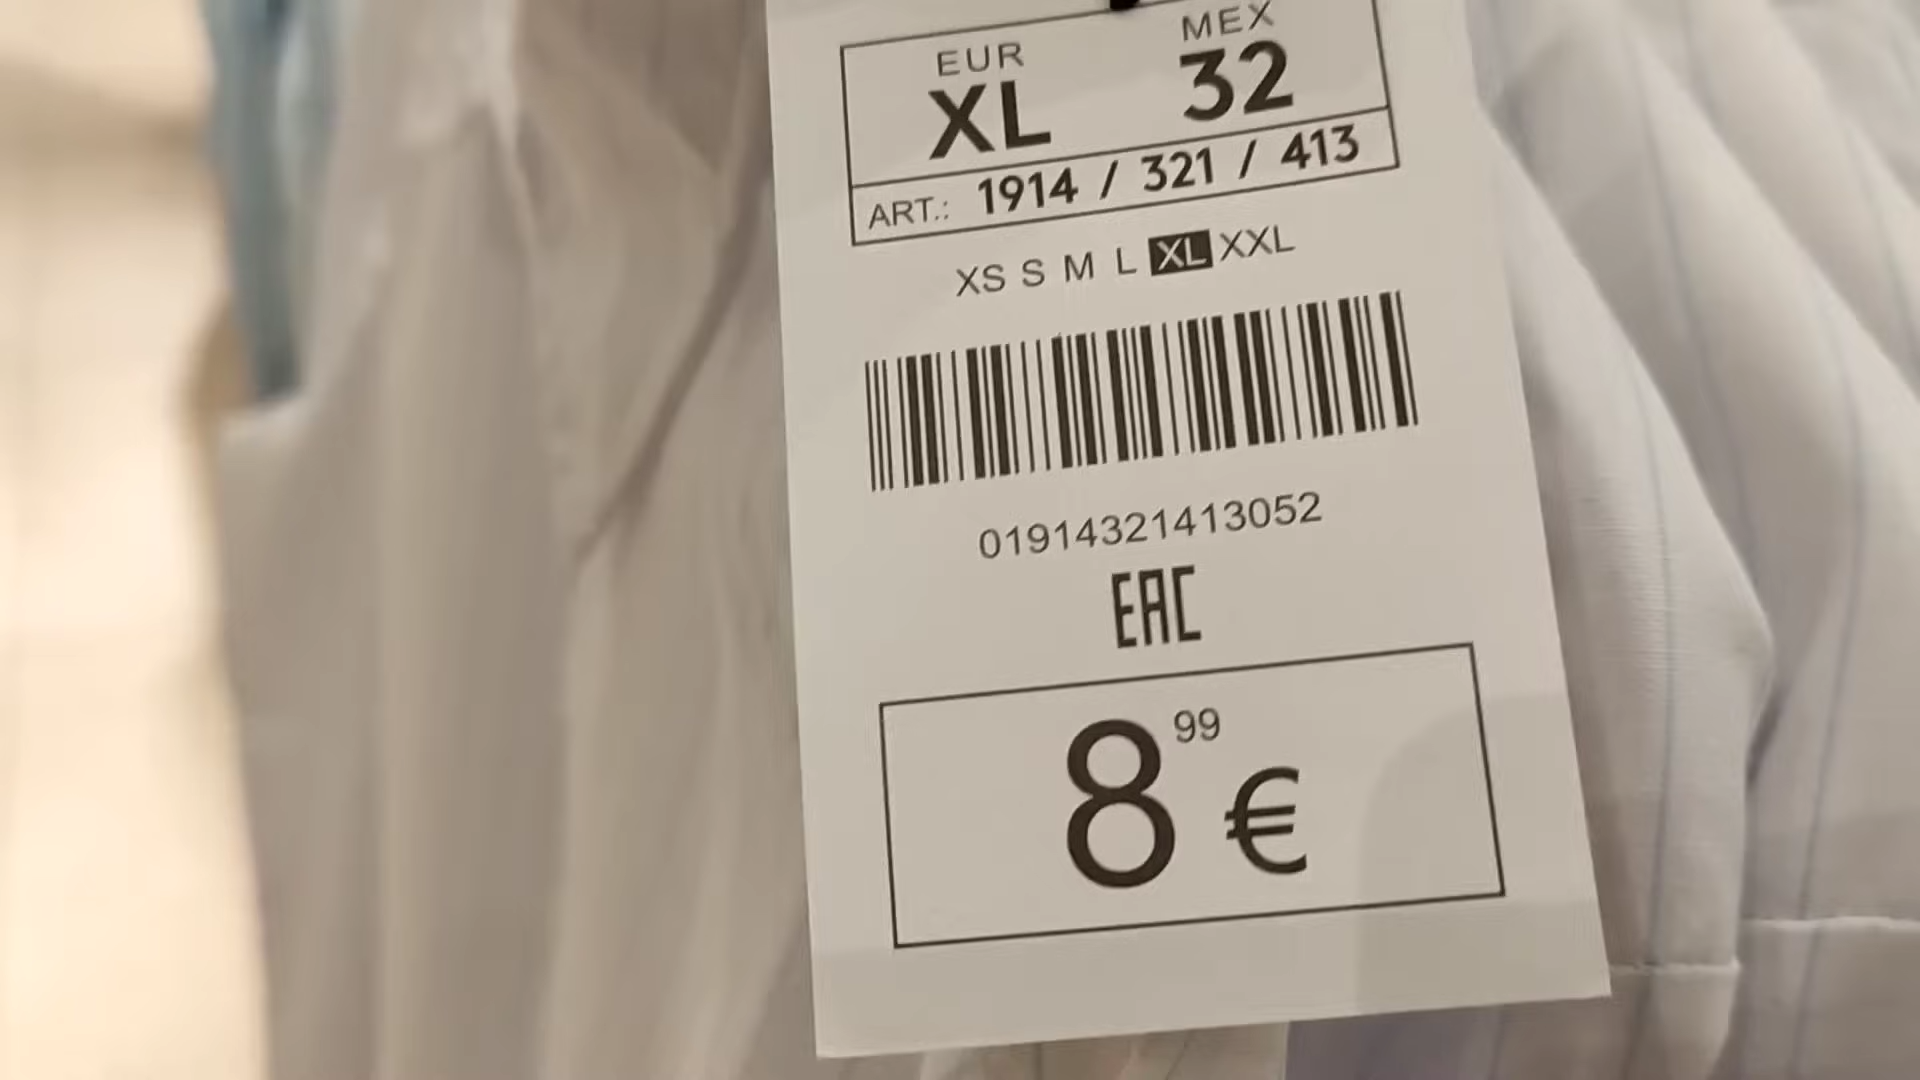 EUR MEX
XL 32
ART.: 1914 / 321 / 413
XS S M L XL XXL
01914321413052
EAC
8 99 €